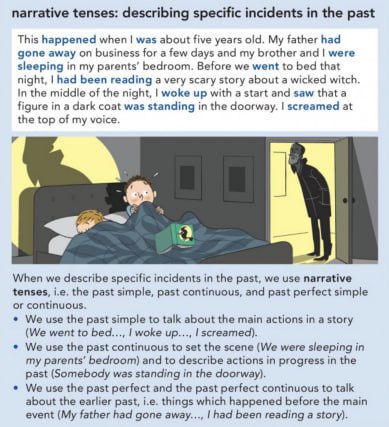 narrative tenses: describing specific incidents in the past
This happened when I was about five years old. My father had
gone away on business for a few days and my brother and I were
sleeping in my parents' bedroom. Before we went to bed that
night, I had been reading a very scary story about a wicked witch.
In the middle of the night, I woke up with a start and saw that a
figure in a dark coat was standing in the doorway. I screamed at
the top of my voice.
When we describe specific incidents in the past, we use narrative
tenses, i.e. the past simple, past continuous, and past perfect simple
or continuous.
• We use the past simple to talk about the main actions in a story
(We went to bed..., I woke up..., I screamed).
• We use the past continuous to set the scene (We were sleeping in
my parents' bedroom) and to describe actions in progress in the
past (Somebody was standing in the doorway).
• We use the past perfect and the past perfect continuous to talk
about the earlier past, i.e. things which happened before the main
event (My father had gone away..., I had been reading a story).